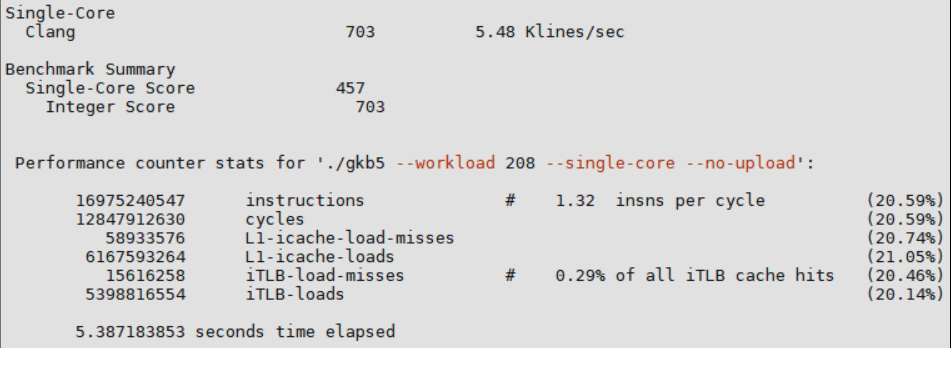 Single-Core
Clang 703 5.48 Klines/sec
Benchmark Summary
Single-Core Score 457
Integer Score 703
Performance counter stats for './gkb5 --workload 208 --single-core --no-upload':
16975240547 instructions # 1.32 insns per cycle (20.59%)
12847912630 cycles (20.59%)
58933576 L1-icache-load-misses (20.74%)
6167593264 L1-icache-loads (21.05%)
15616258 iTLB-load-misses # 0.29% of all iTLB cache hits (20.46%)
5398816554 iTLB-loads (20.14%)
5.387183853 seconds time elapsed